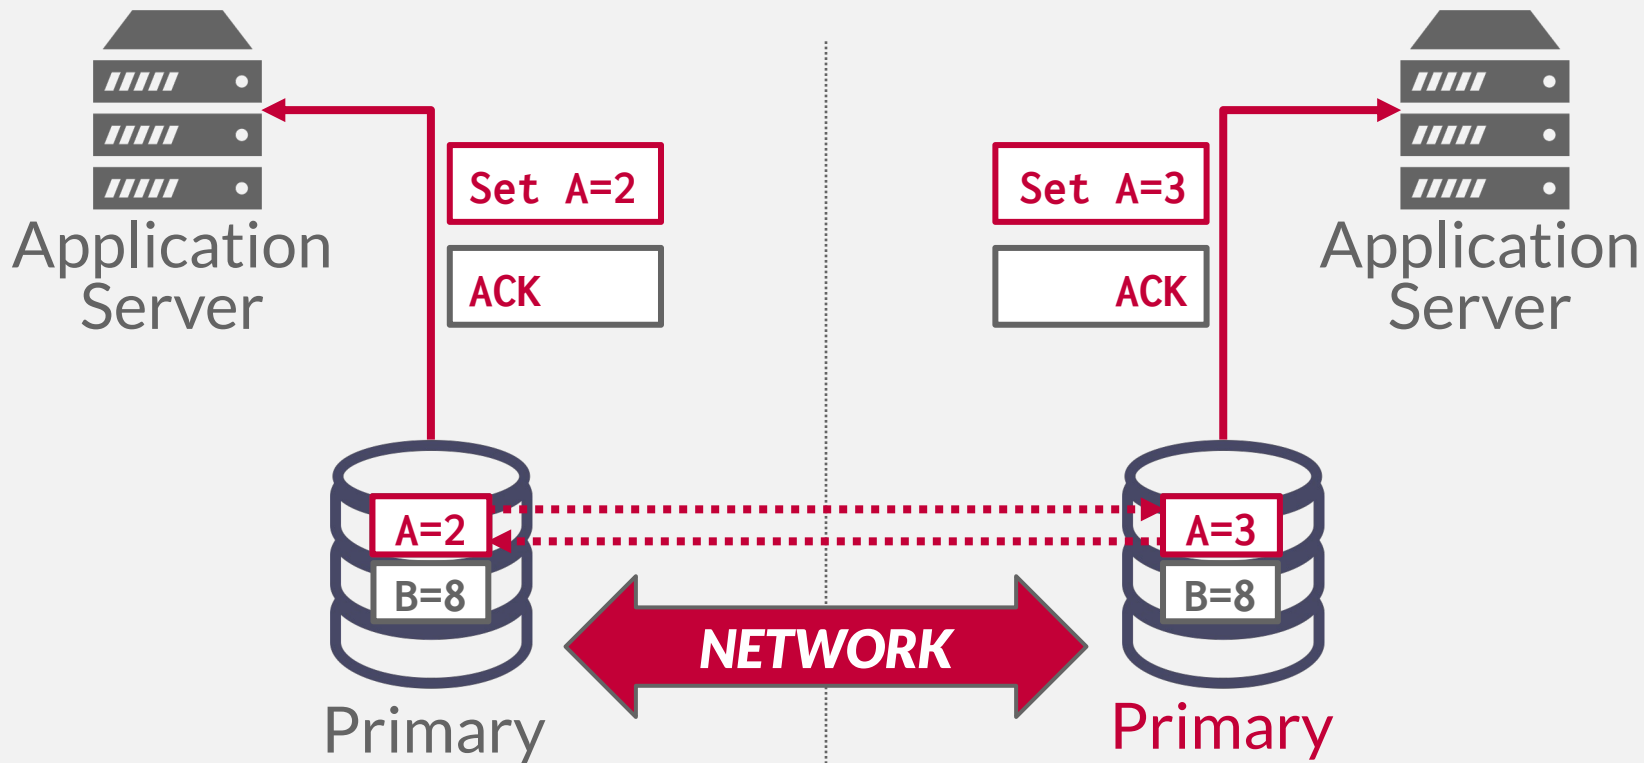 Set A=2
ACK
Set A=3
ACK
Application
Server
Application
Server
A=2
B=8
A=3
B=8
NETWORK
Primary
Primary